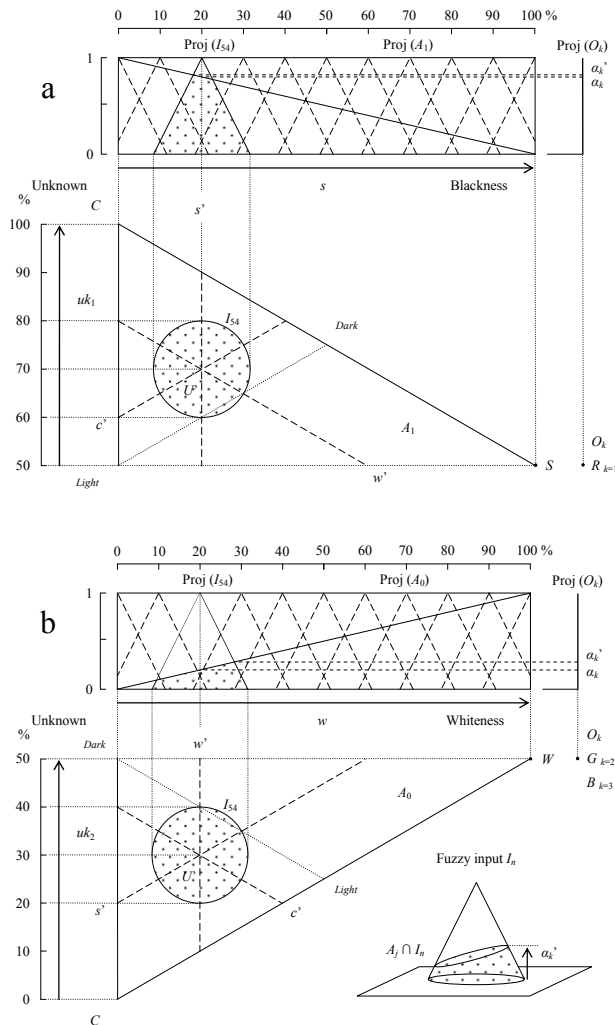 0 10 20 30 40 50 60 70 80 90 100 %
Proj (I54) Proj (A1) Proj (Ok)
1
αk'
αk
a
0
Unknown s Blackness
% C s'
100
90
uk1
80 I54 Dark
70
U
60
c' A1
Ok
50 S R k=1
Light w'
0 10 20 30 40 50 60 70 80 90 100 %
Proj (I54) Proj (A0) Proj (Ok)
1
b
αk'
αk
0
Unknown w Whiteness
% Dark w' Ok
50 W G k=2
B k=3
40 I54 A0
uk2
30
Fuzzy input In
U
Light
20
s' c'
Aj ∩ In αk'
10
0
C